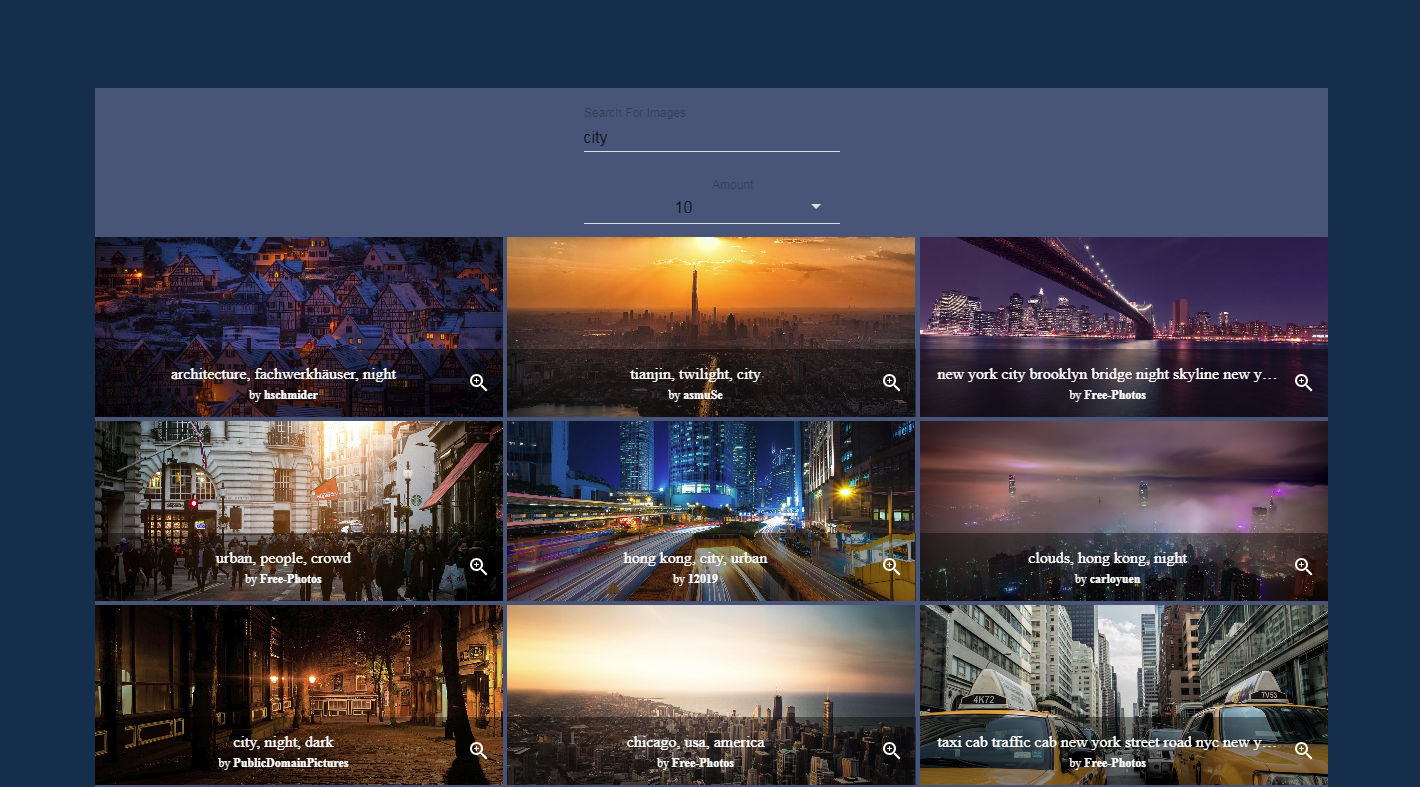 Search For Images
city
Amount
10
architecture, fachwerkhäuser, night
by hschmider
tianjin, twilight, city
by asmuSe
new york city brooklyn bridge night skyline new y…
by Free-Photos
urban, people, crowd
by Free-Photos
hong kong, city, urban
by 12019
clouds, hong kong, night
by carloyuen
city, night, dark
by PublicDomainPictures
chicago, usa, america
by Free-Photos
4K72
7V53
taxi cab traffic cab new york street road nyc new y…
by Free-Photos